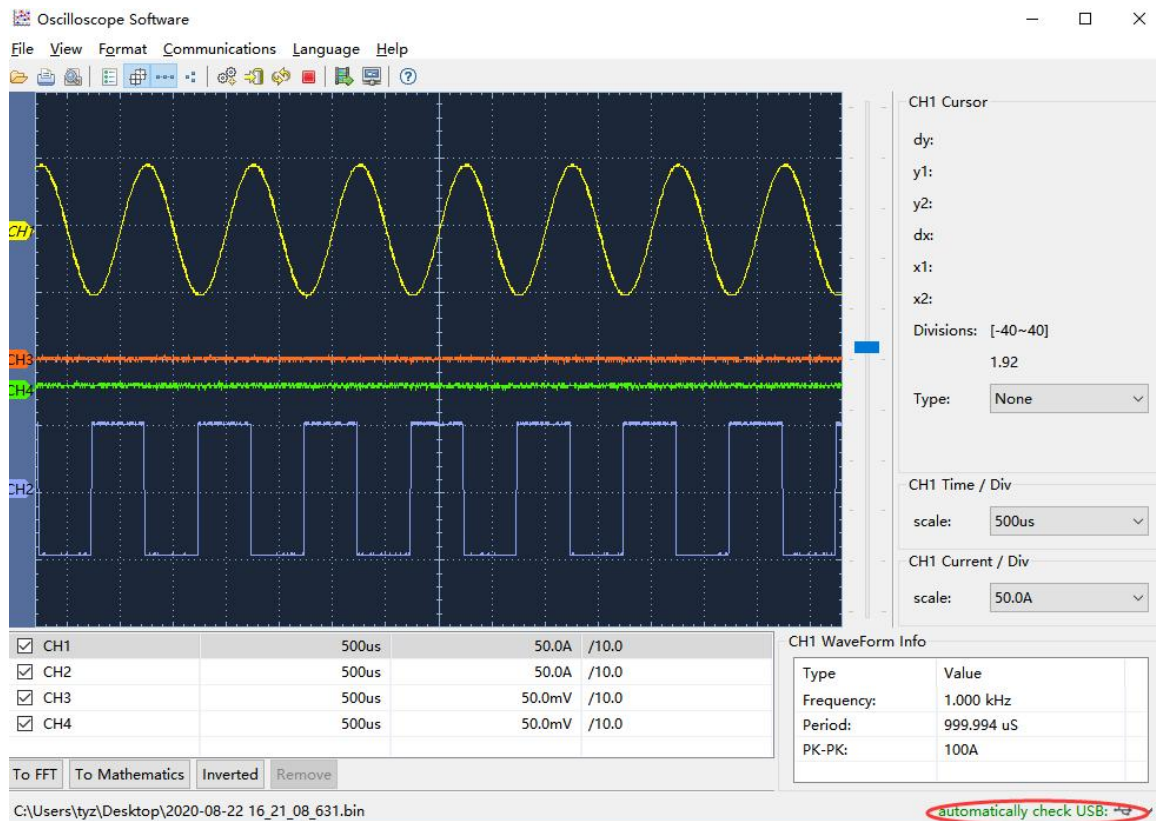 Oscilloscope Software
File View Format Communications Language Help
CH1 Cursor
dy:
y1:
y2:
dx:
x1:
x2:
Divisions: [-40~40]
1.92
Type: None
CH3
CH4
CH2
CH1 Time / Div
scale: 500us
CH1 Current / Div
scale: 50.0A
CH1 500us 50.0A /10.0
CH2 500us 50.0A /10.0
CH3 500us 50.0mV /10.0
CH4 500us 50.0mV /10.0
To FFT To Mathematics Inverted Remove
CH1 WaveForm Info
Type Value
Frequency: 1.000 kHz
Period: 999.994 uS
PK-PK: 100A
C:\Users\tyz\Desktop\2020-08-22 16_21_08_631.bin
automatically check USB: